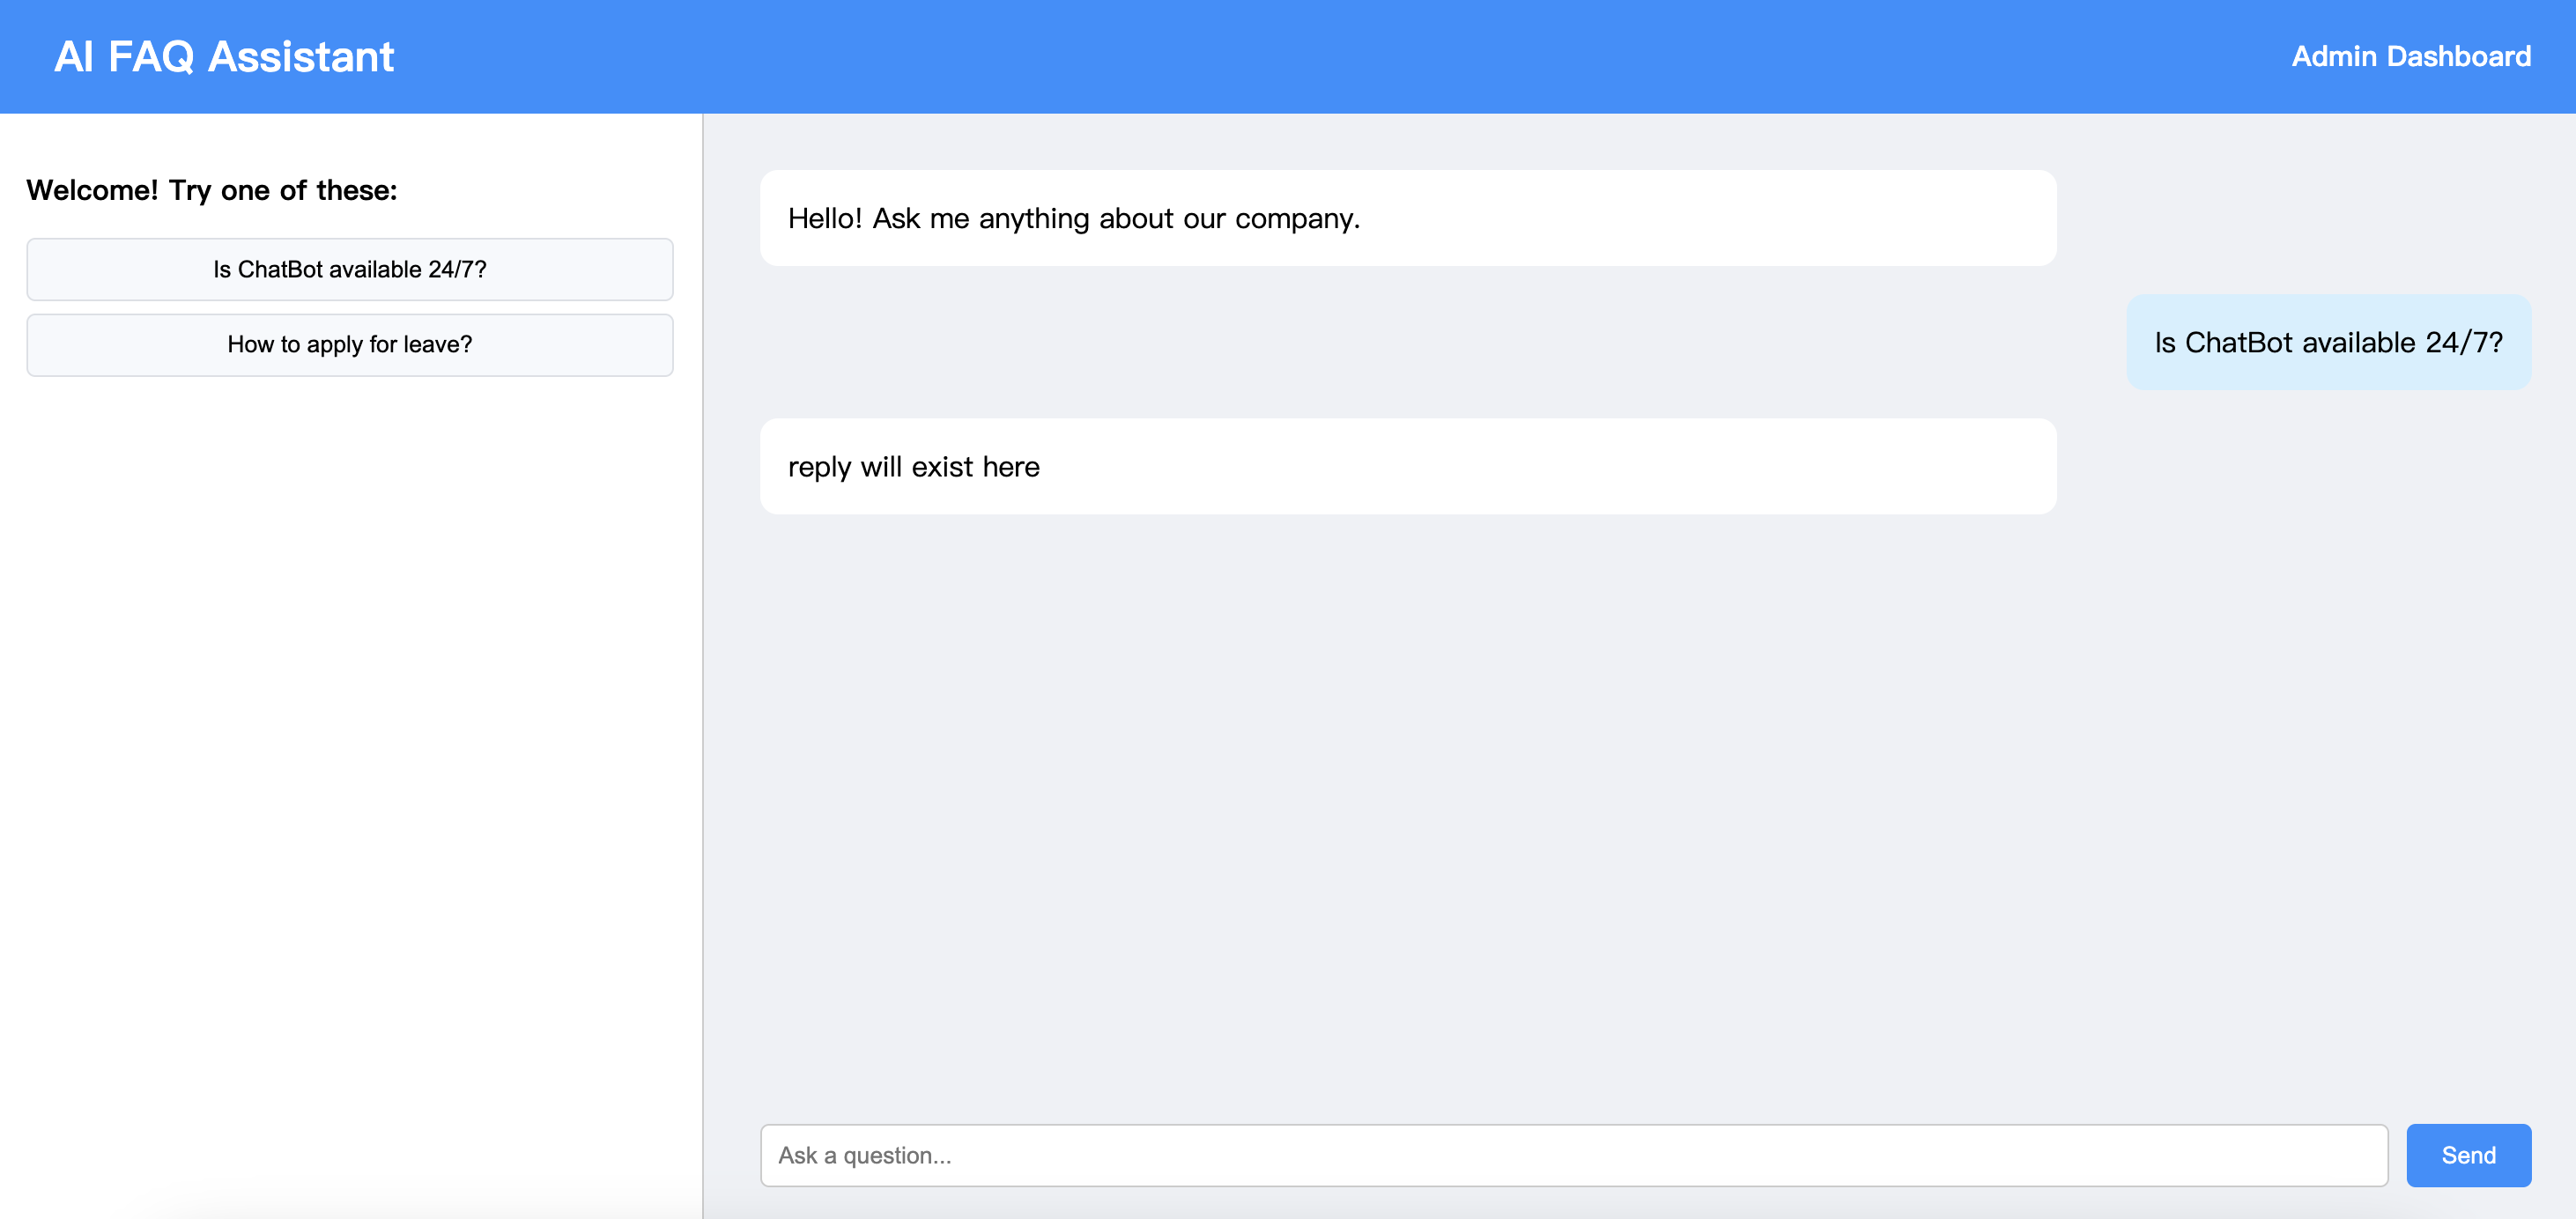 AI FAQ Assistant
Admin Dashboard
Welcome! Try one of these:
Is ChatBot available 24/7?
How to apply for leave?
Hello! Ask me anything about our company.
Is ChatBot available 24/7?
reply will exist here
Ask a question...
Send